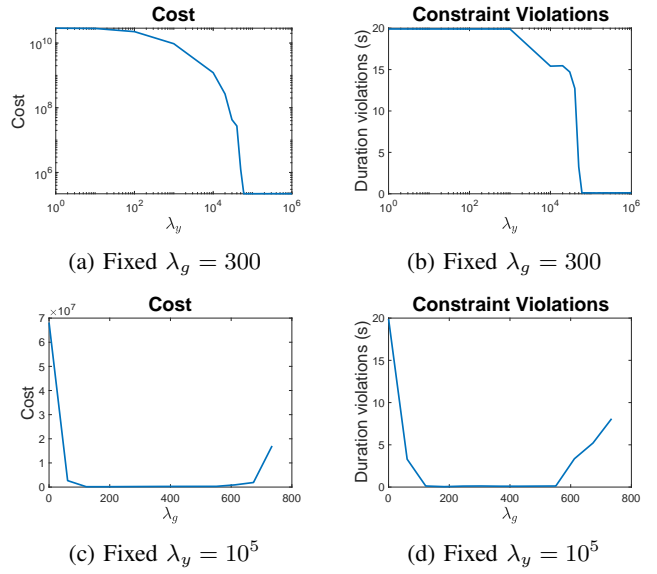 Cost
Constraint Violations
Cost
10^10
10^8
10^6
10^0
10^2
10^4
10^6
λ_y
Duration violations (s)
20
15
10
5
0
10^0
10^2
10^4
10^6
λ_y
(a) Fixed λ_g = 300
(b) Fixed λ_g = 300
Cost
Constraint Violations
×10^7
Cost
7
6
5
4
3
2
1
0
0
200
400
600
800
λ_g
Duration violations (s)
20
15
10
5
0
0
200
400
600
800
λ_g
(c) Fixed λ_y = 10^5
(d) Fixed λ_y = 10^5